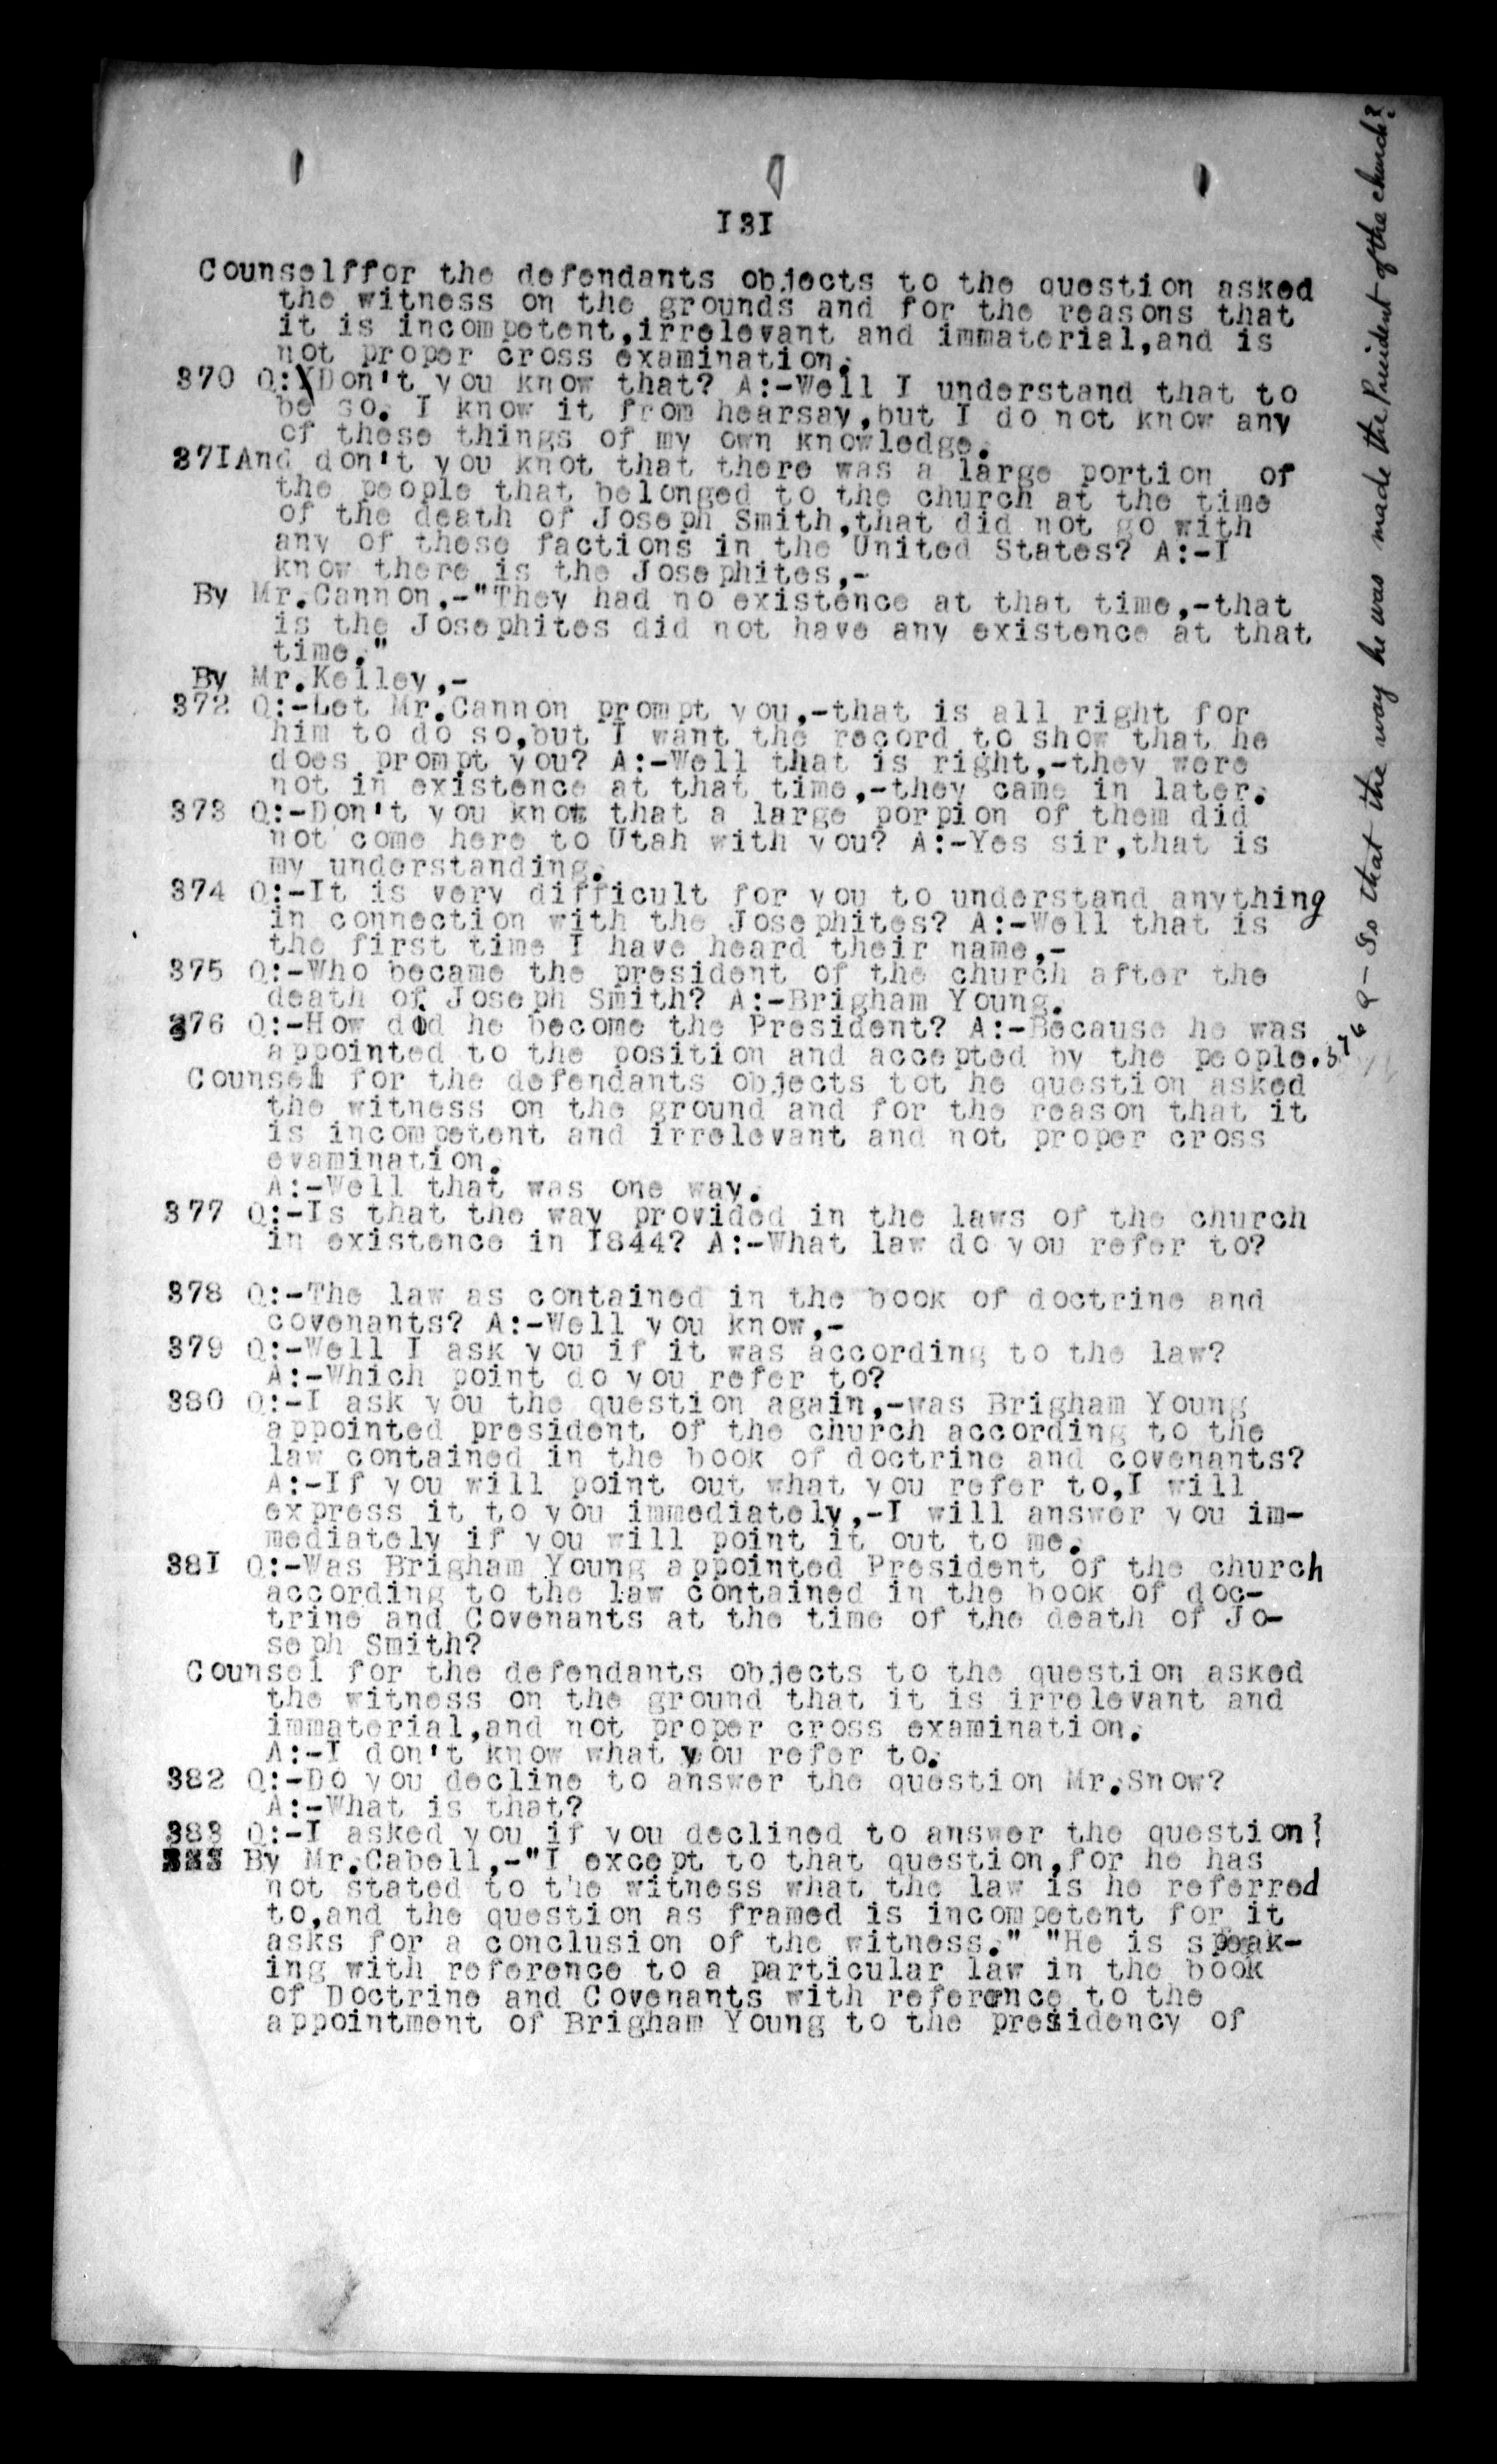 I3I
Counselffor the defendants objects to the question asked
the witness on the grounds and for the reasons that
it is incompetent,irrelevant and immaterial,and is
not proper cross examination.
370 Q:\Don't you know that? A:-Well I understand that to
be so. I know it from hearsay,but I do not know any
of these things of my own knowledge.
37IAnd don't you knot that there was a large portion of
the people that belonged to the church at the time
of the death of Joseph Smith,that did not go with
any of these factions in the United States? A:-I
know there is the Josephites,-
By Mr.Cannon,-"They had no existence at that time,-that
is the Josephites did not have any existence at that
time."
By Mr.Kelley,-
372 Q:-Let Mr.Cannon prompt you,-that is all right for
him to do so,but I want the record to show that he
does prompt you? A:-Well that is right,-they were
not in existence at that time,-they came in later.
373 Q:-Don't you know that a large porpion of them did
not come here to Utah with you? A:-Yes sir,that is
my understanding.
374 Q:-It is very difficult for you to understand anything
in connection with the Josephites? A:-Well that is
the first time I have heard their name,-
375 Q:-Who became the president of the church after the
death of Joseph Smith? A:-Brigham Young.
376 Q:-How did he become the President? A:-Because he was
appointed to the position and accepted by the people.
376 Q - So that the way he was made the President of the church?
Counsel for the defendants objects tot he question asked
the witness on the ground and for the reason that it
is incompetent and irrelevant and not proper cross
evamination.
A:-Well that was one way.
377 Q:-Is that the way provided in the laws of the church
in existence in I844? A:-What law do you refer to?
378 Q:-The law as contained in the book of doctrine and
covenants? A:-Well you know,-
379 Q:-Well I ask you if it was according to the law?
A:-Which point do you refer to?
380 Q:-I ask you the question again,-was Brigham Young
appointed president of the church according to the
law contained in the book of doctrine and covenants?
A:-If you will point out what you refer to,I will
express it to you immediately,-I will answer you im-
mediately if you will point it out to me.
38I Q:-Was Brigham Young appointed President of the church
according to the law contained in the book of doc-
trine and Covenants at the time of the death of Jo-
seph Smith?
Counsel for the defendants objects to the question asked
the witness on the ground that it is irrelevant and
immaterial,and not proper cross examination.
A:-I don't know what you refer to.
382 Q:-Do you decline to answer the question Mr.Snow?
A:-What is that?
383 Q:-I asked you if you declined to answer the question?
By Mr.Cabell,-"I except to that question,for he has
not stated to the witness what the law is he referred
to,and the question as framed is incompetent for it
asks for a conclusion of the witness." "He is speak-
ing with reference to a particular law in the book
of Doctrine and Covenants with reference to the
appointment of Brigham Young to the presidency of